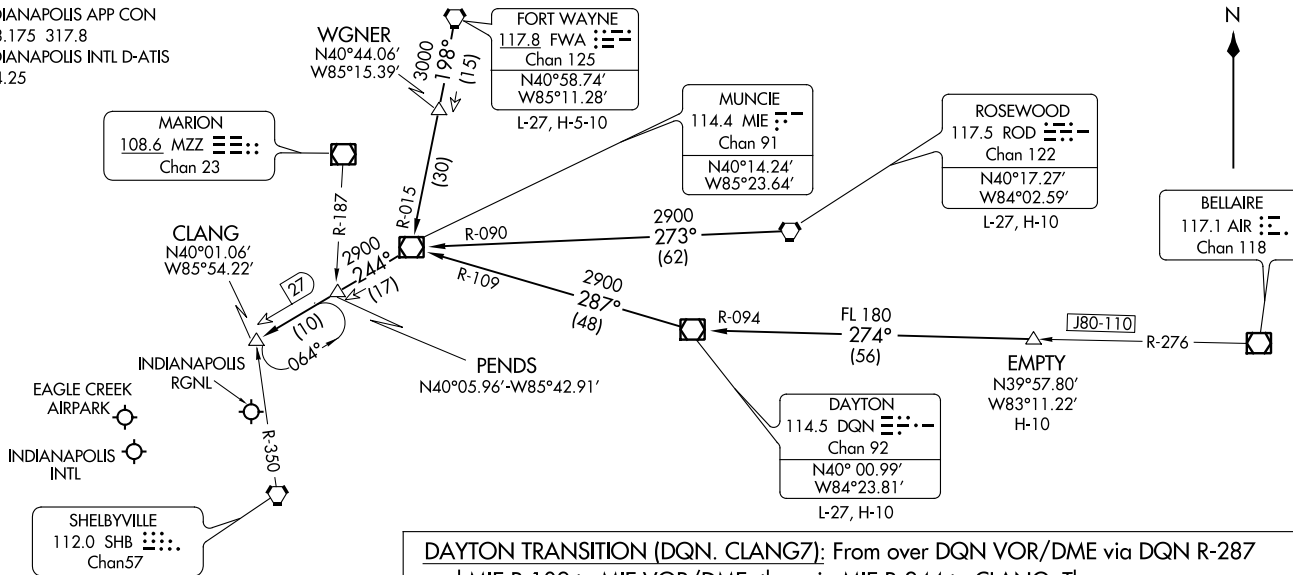 DIANAPOLIS APP CON
.175 317.8
DIANAPOLIS INTL D-ATIS
.25
WGNER
N40°44.06′
W85°15.39′
3000
198°
(15)
FORT WAYNE
117.8 FWA
Chan 125
N40°58.74′
W85°11.28′
L-27, H-5-10
N
MARION
108.6 MZZ
Chan 23
MUNCIE
114.4 MIE
Chan 91
N40°14.24′
W85°23.64′
ROSEWOOD
117.5 ROD
Chan 122
N40°17.27′
W84°02.59′
L-27, H-10
BELLAIRE
117.1 AIR
Chan 118
(30)
R-015
R-187
R-090
2900
273°
(62)
CLANG
N40°01.06′
W85°54.22′
2900
244°
(17)
27
(10)
064°
R-109
2900
287°
(48)
R-094
FL 180
274°
(56)
J80-110
R-276
EMPTY
N39°57.80′
W83°11.22′
H-10
PENDS
N40°05.96′-W85°42.91′
INDIANAPOLIS
RGNL
EAGLE CREEK
AIRPARK
INDIANAPOLIS
INTL
R-350
DAYTON
114.5 DQN
Chan 92
N40° 00.99′
W84°23.81′
L-27, H-10
SHELBYVILLE
112.0 SHB
Chan57
DAYTON TRANSITION (DQN. CLANG7): From over DQN VOR/DME via DQN R-287